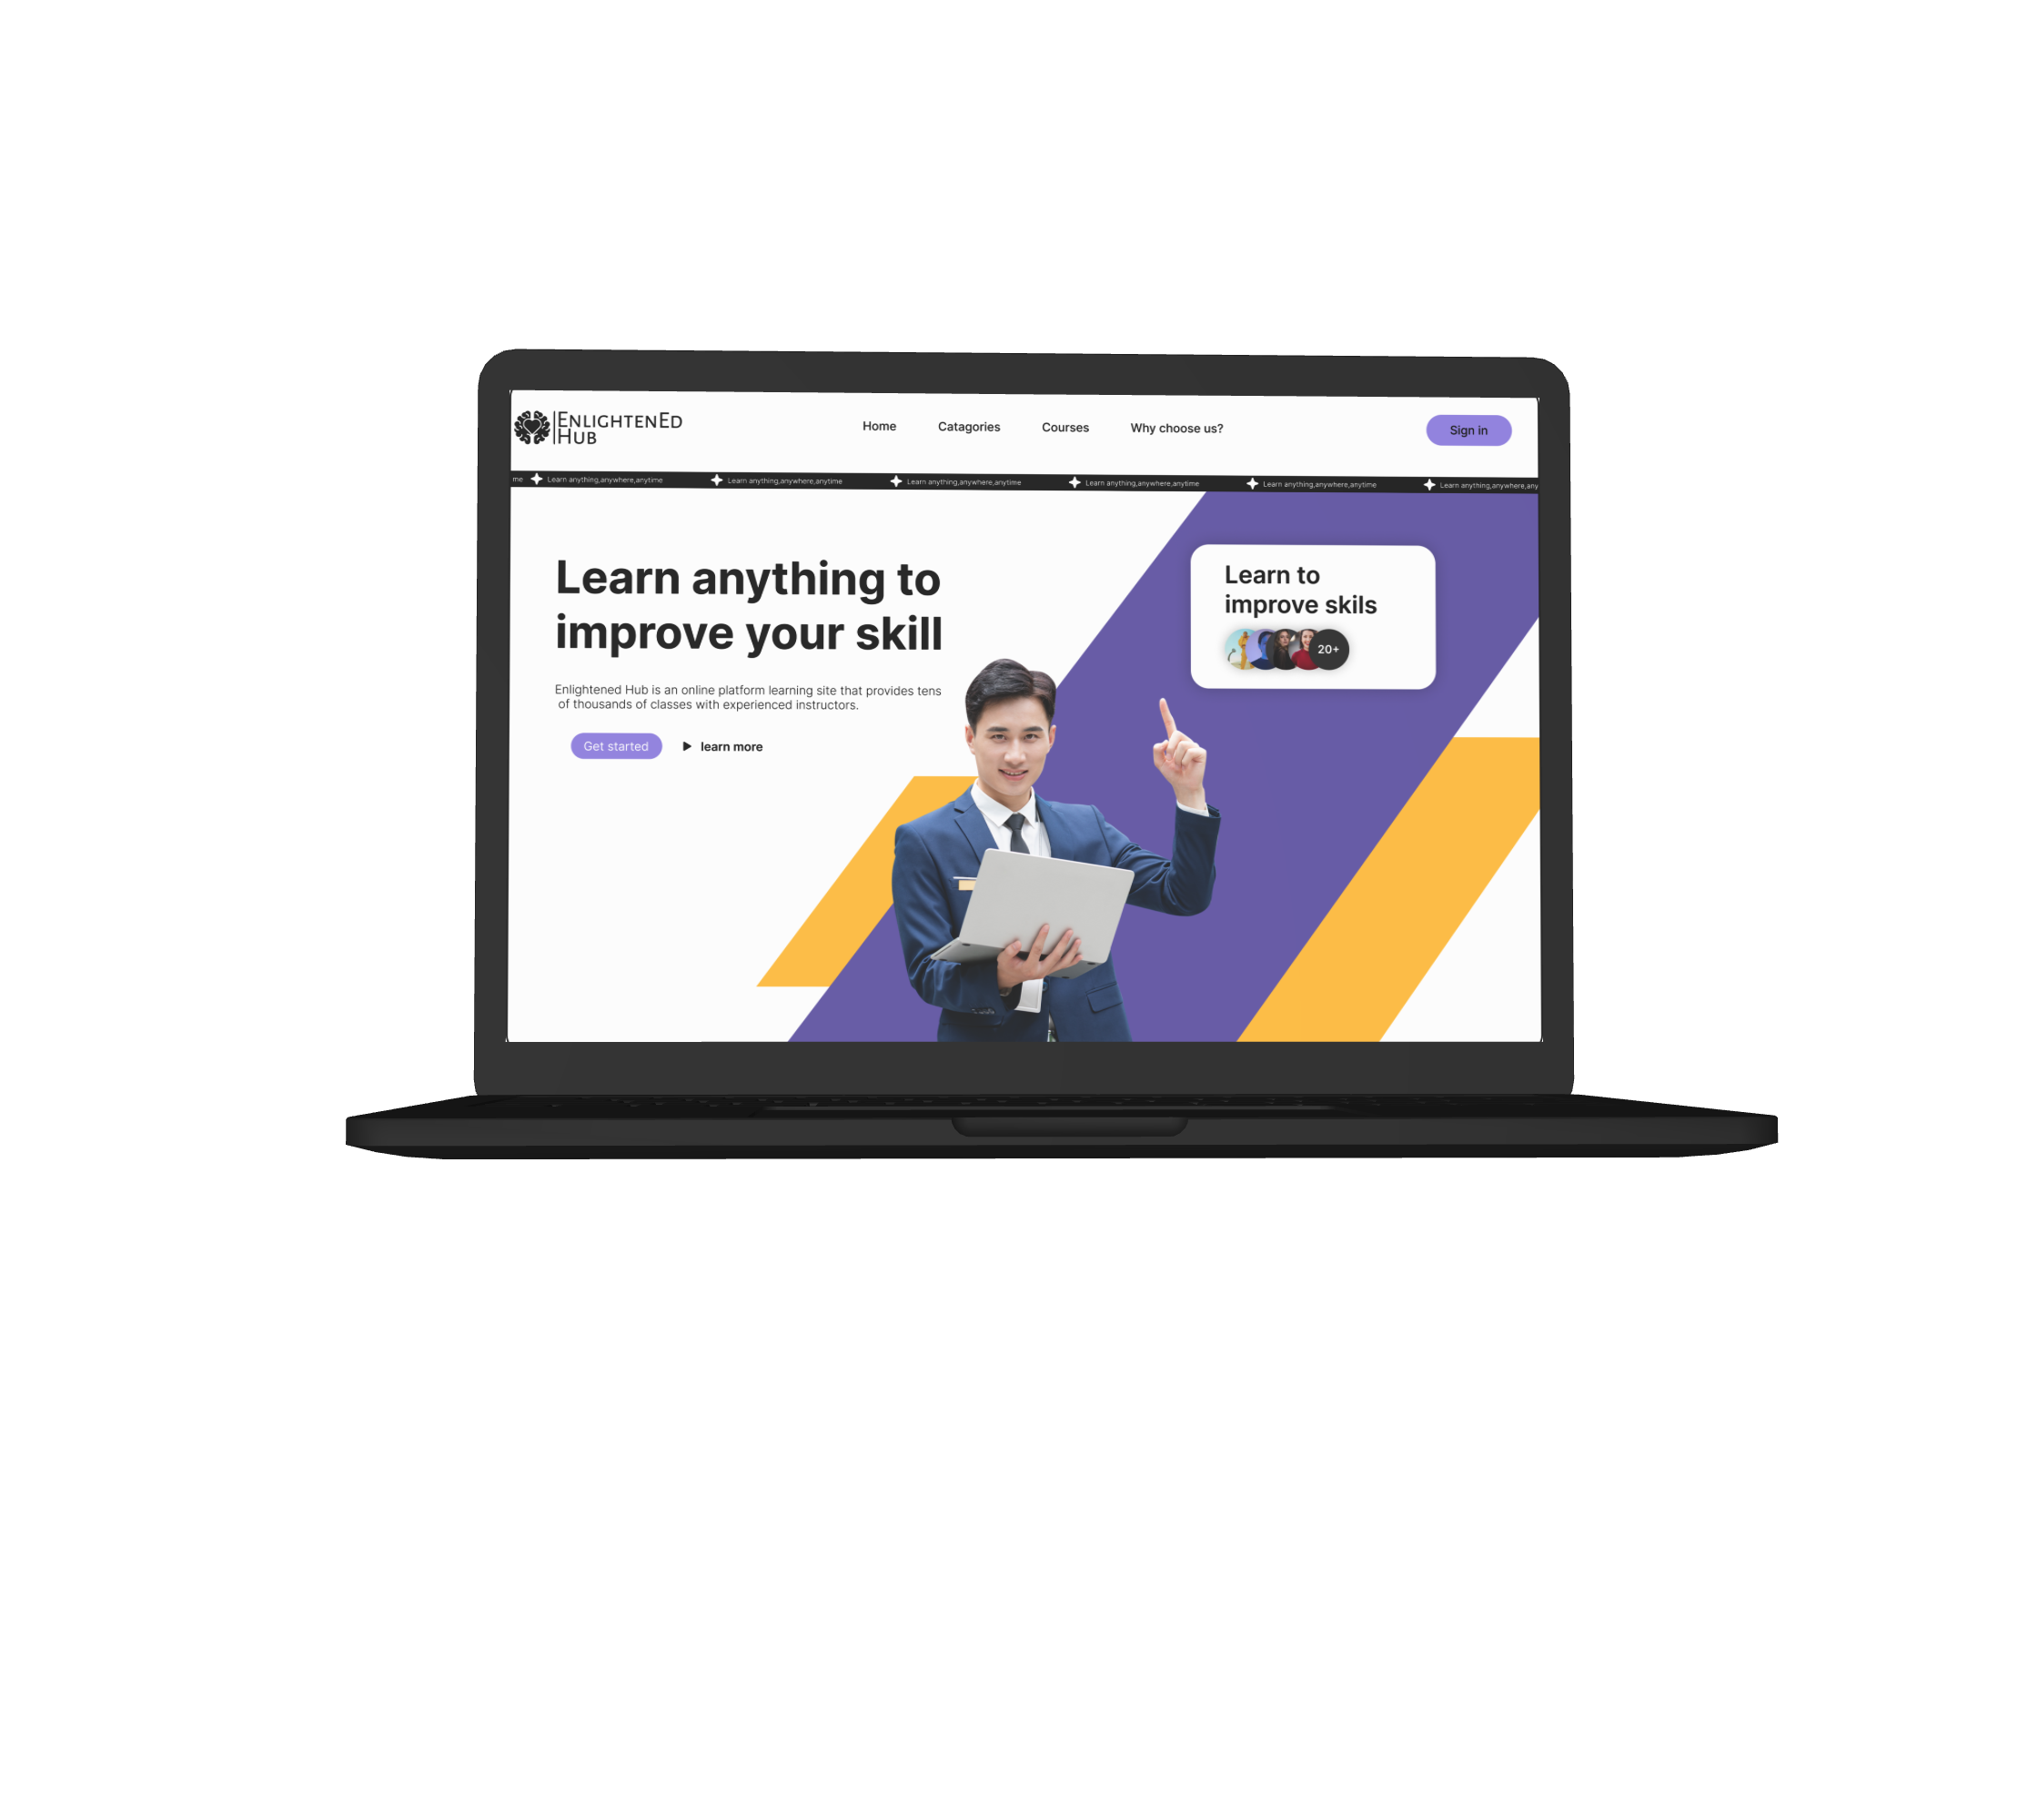 ENLIGHTENED
HUB
Home
Catagories
Courses
Why choose us?
Sign in
me
Learn anything,anywhere,anytime
Learn anything,anywhere,anytime
Learn anything,anywhere,anytime
Learn anything,anywhere,anytime
Learn anything,anywhere,anytime
Learn anything,anywhere,any
Learn anything to
improve your skill
Enlightened Hub is an online platform learning site that provides tens
of thousands of classes with experienced instructors.
Get started
learn more
Learn to
improve skils
20+